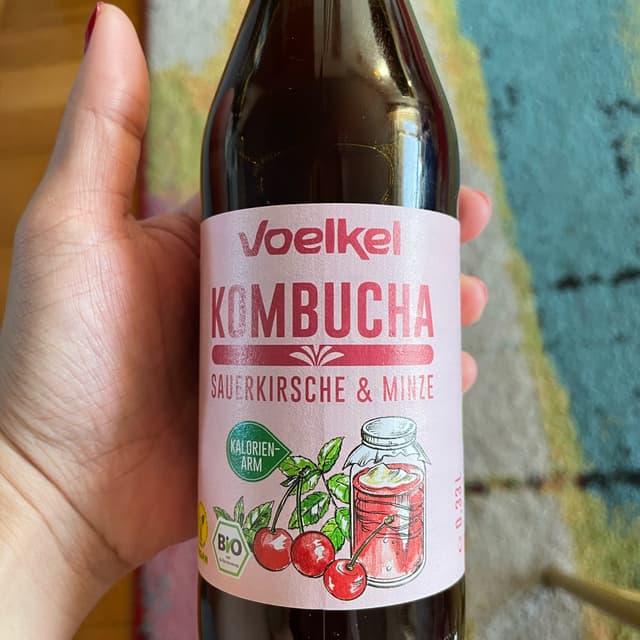 Voelkel
KOMBUCHA
SAUERKIRSCHE & MINZE
KALORIEN-
ARM
BIO
0,33L